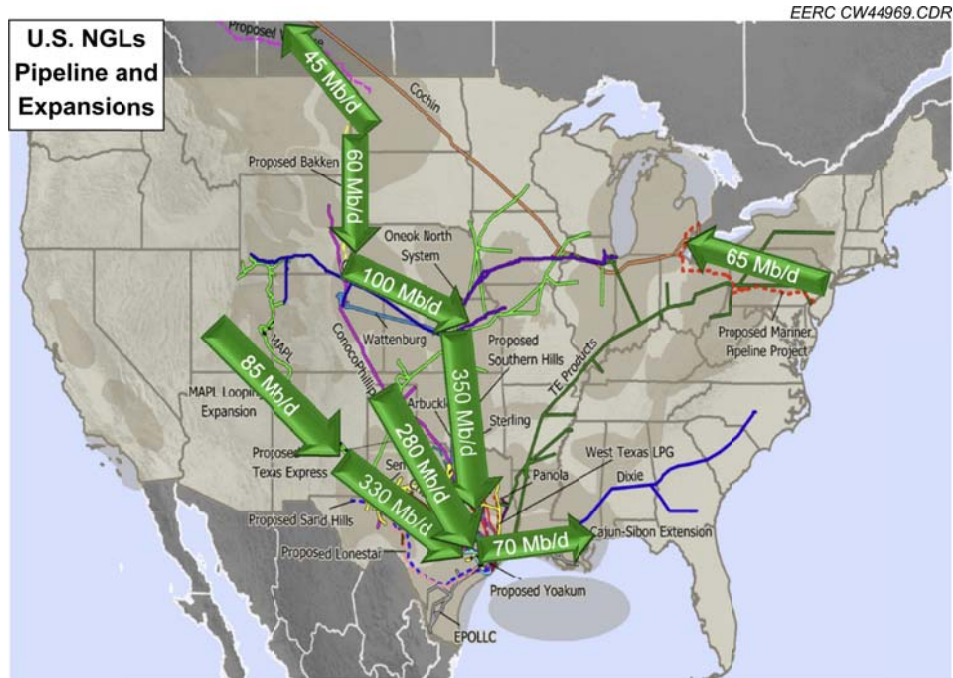 EERC CW44969.CDR
U.S. NGLs
Pipeline and
Expansions
45 Mb/d
Cochin
Proposed Bakken
60 Mb/d
Oneok North
System
100 Mb/d
65 Mb/d
Wattenburg
MAPL
Proposed
Southern Hills
Proposed Mariner
Pipeline Project
TE Products
ConocoPhillip
85 Mb/d
MAPL Looping
Expansion
350 Mb/d
Arbuckle
Sterling
280 Mb/d
Texas Express
330 Mb/d
Panola
West Texas LPG
Dixie
Proposed Sand Hills
Proposed Lonestar
70 Mb/d
Cajun-Sibon Extension
Proposed Yoakum
EPOLLC